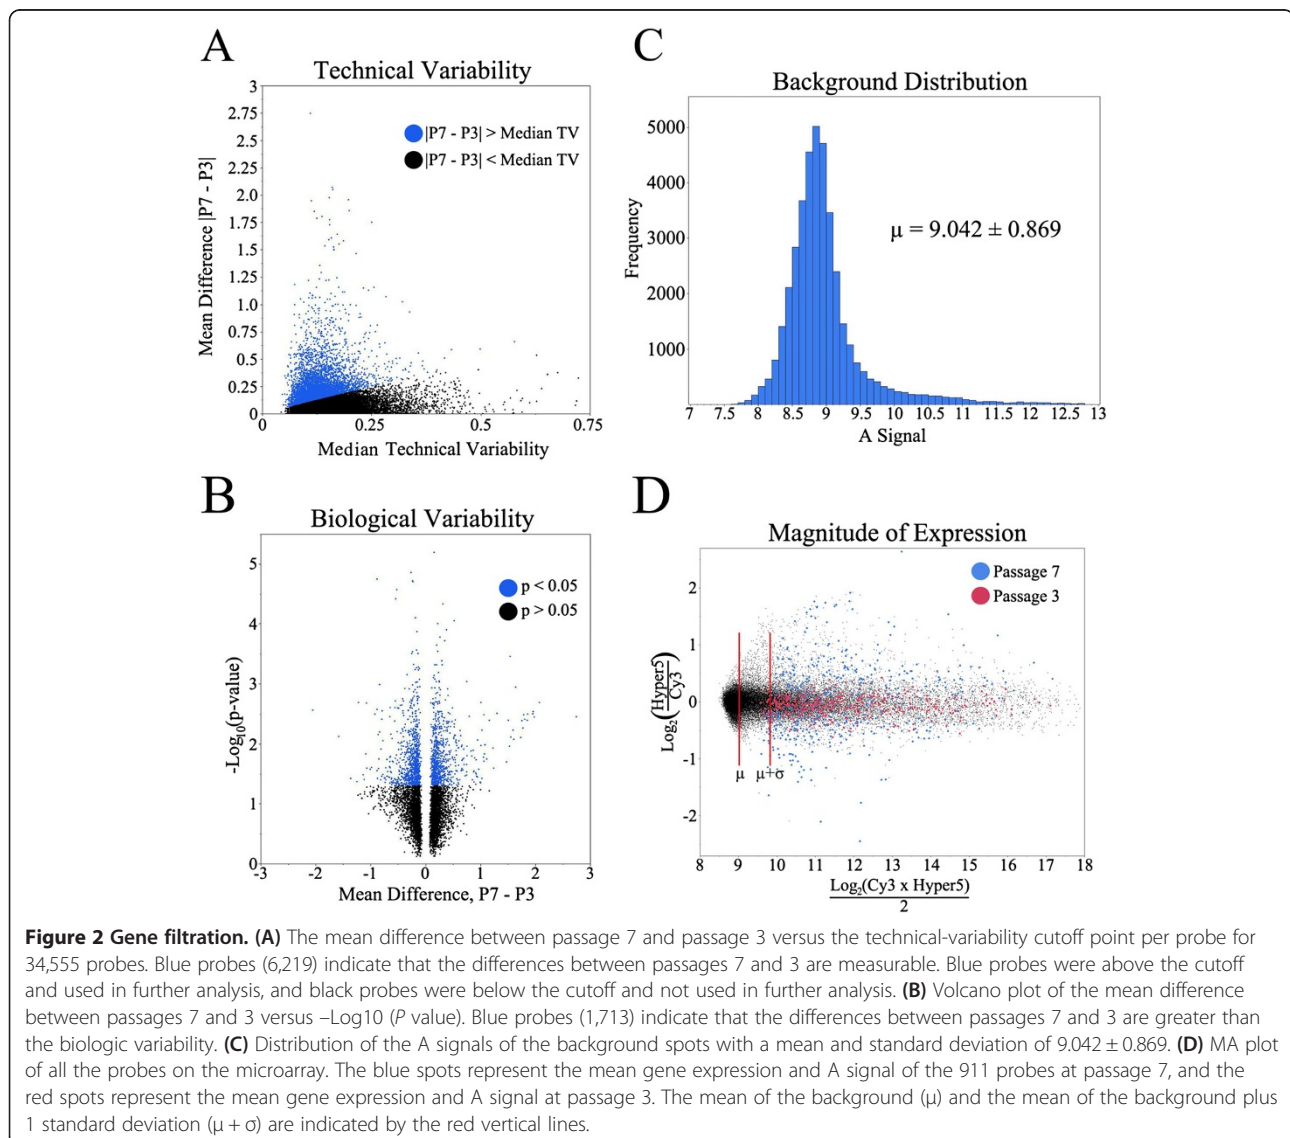 A
Technical Variability
3
2.75
2.5
2.25
2.0
1.75
1.5
1.25
1.0
0.75
0.5
0.25
0
Mean Difference |P7 - P3|
|P7 - P3| > Median TV
|P7 - P3| < Median TV
0 0.25 0.5 0.75
Median Technical Variability
C
Background Distribution
5000
4000
3000
2000
1000
Frequency
μ = 9.042 ± 0.869
7 7.5 8 8.5 9 9.5 10 10.5 11 11.5 12 12.5 13
A Signal
B
Biological Variability
5
4
3
2
1
0
-Log10(p-value)
p < 0.05
p > 0.05
-3 -2 -1 0 1 2 3
Mean Difference, P7 - P3
D
Magnitude of Expression
2
1
0
-1
-2
Log2(Hyper5/Cy3)
Passage 7
Passage 3
μ μ+σ
8 9 10 11 12 13 14 15 16 17 18
Log2(Cy3 x Hyper5)
2
Figure 2 Gene filtration. (A) The mean difference between passage 7 and passage 3 versus the technical-variability cutoff point per probe for
34,555 probes. Blue probes (6,219) indicate that the differences between passages 7 and 3 are measurable. Blue probes were above the cutoff
and used in further analysis, and black probes were below the cutoff and not used in further analysis. (B) Volcano plot of the mean difference
between passages 7 and 3 versus –Log10 (P value). Blue probes (1,713) indicate that the differences between passages 7 and 3 are greater than
the biologic variability. (C) Distribution of the A signals of the background spots with a mean and standard deviation of 9.042 ± 0.869. (D) MA plot
of all the probes on the microarray. The blue spots represent the mean gene expression and A signal of the 911 probes at passage 7, and the
red spots represent the mean gene expression and A signal at passage 3. The mean of the background (μ) and the mean of the background plus
1 standard deviation (μ + σ) are indicated by the red vertical lines.